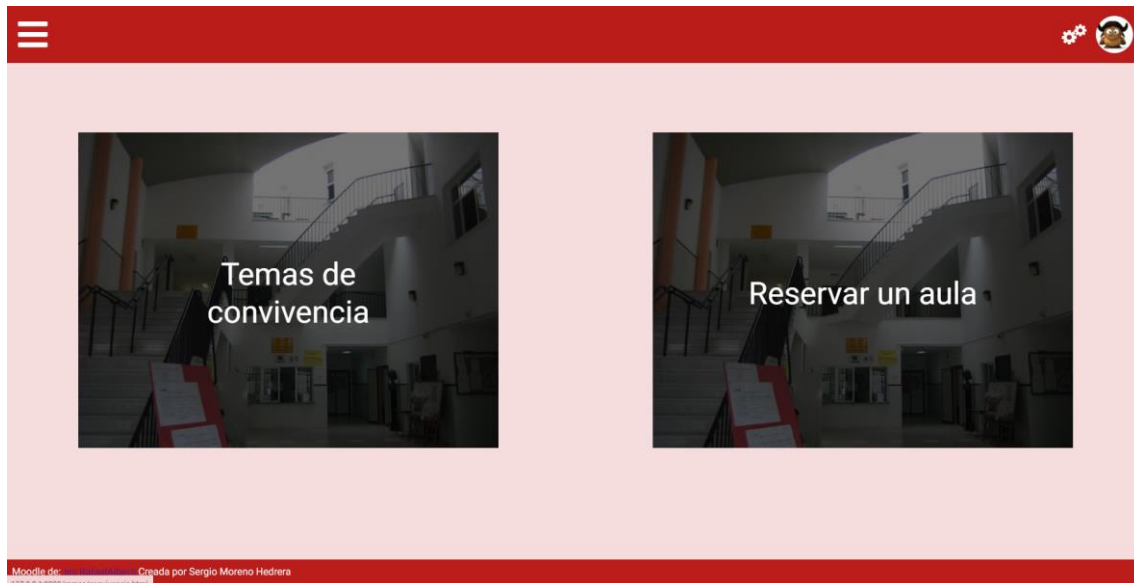 Temas de
convivencia
Reservar un aula
Moodle de: Creada por Sergio Moreno Hedrera